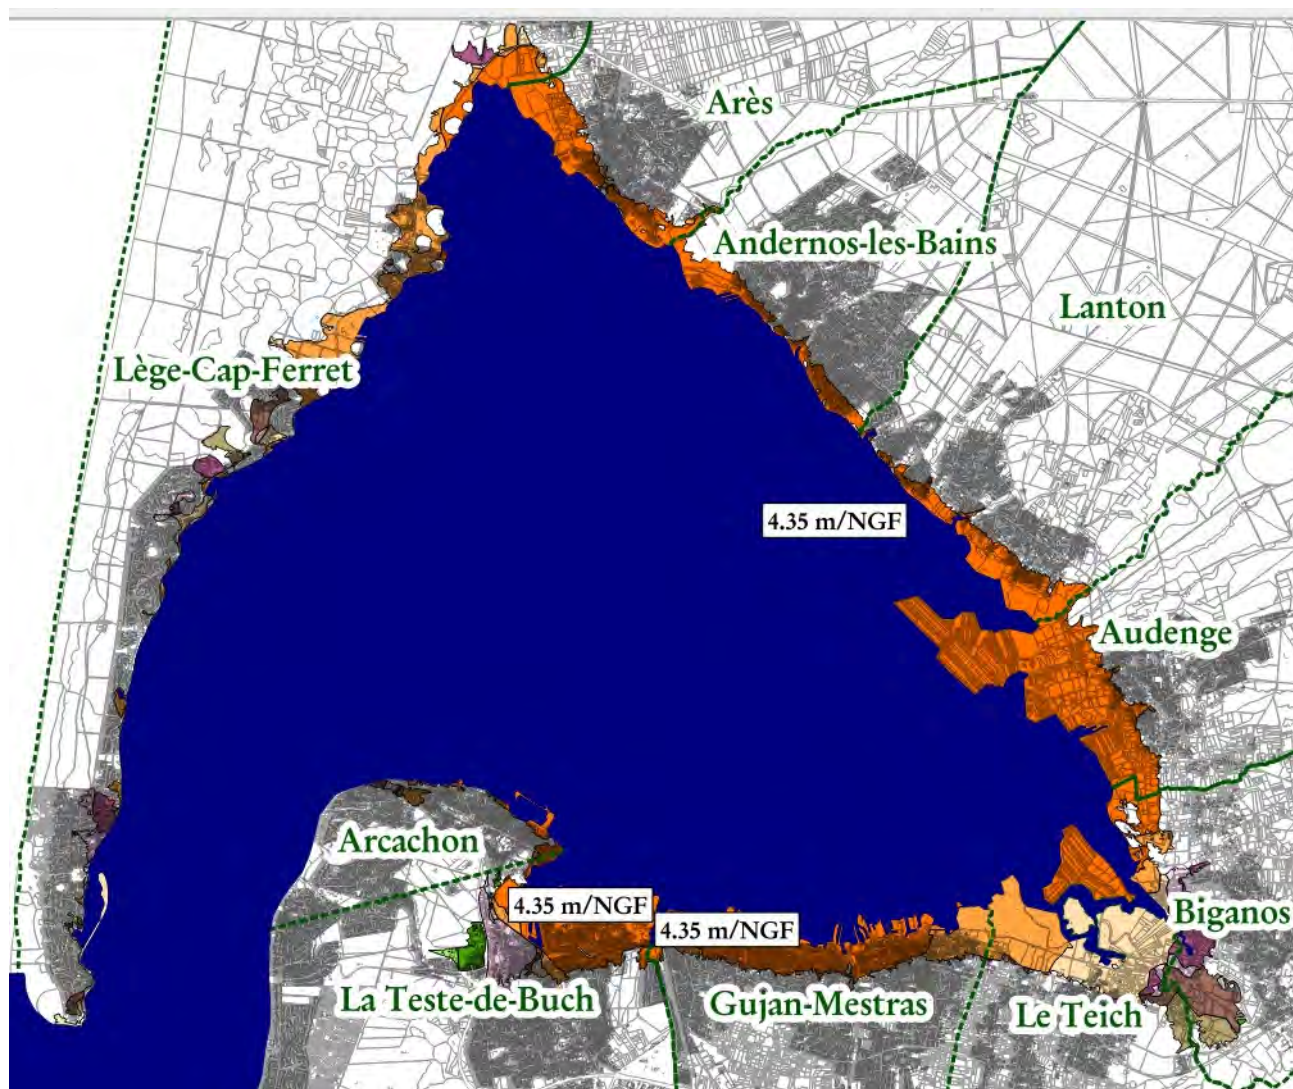 Arès
Andernos-les-Bains
Lanton
Lège-Cap-Ferret
4.35 m/NGF
Audenge
Arcachon
4.35 m/NGF
4.35 m/NGF
Biganos
La Teste-de-Buch
Gujan-Mestras
Le Teich